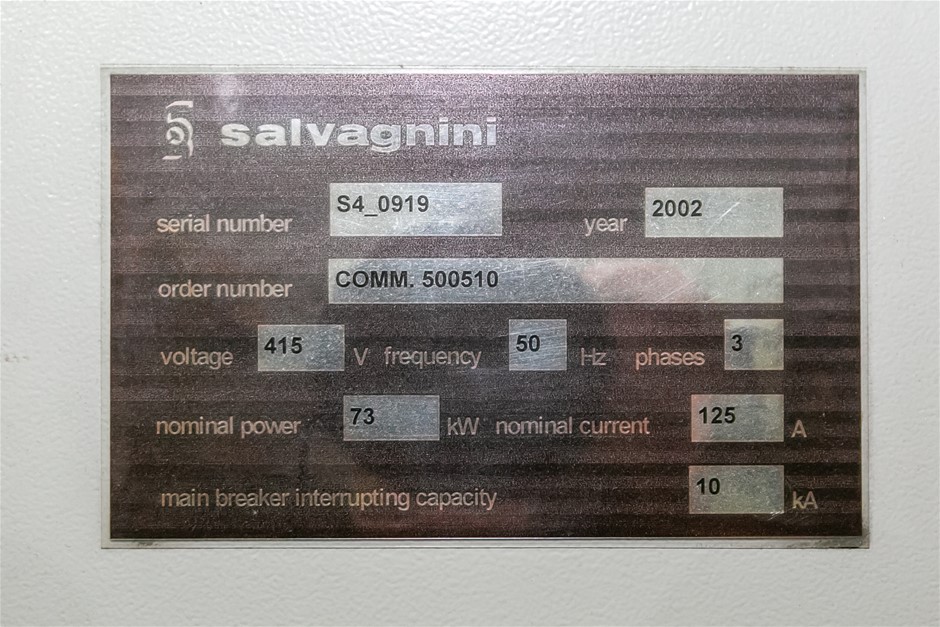 salvagnini
serial number S4_0919 year 2002
order number COMM. 500510
voltage 415 V frequency 50 Hz phases 3
nominal power 73 kW nominal current 125 A
main breaker interrupting capacity 10 kA